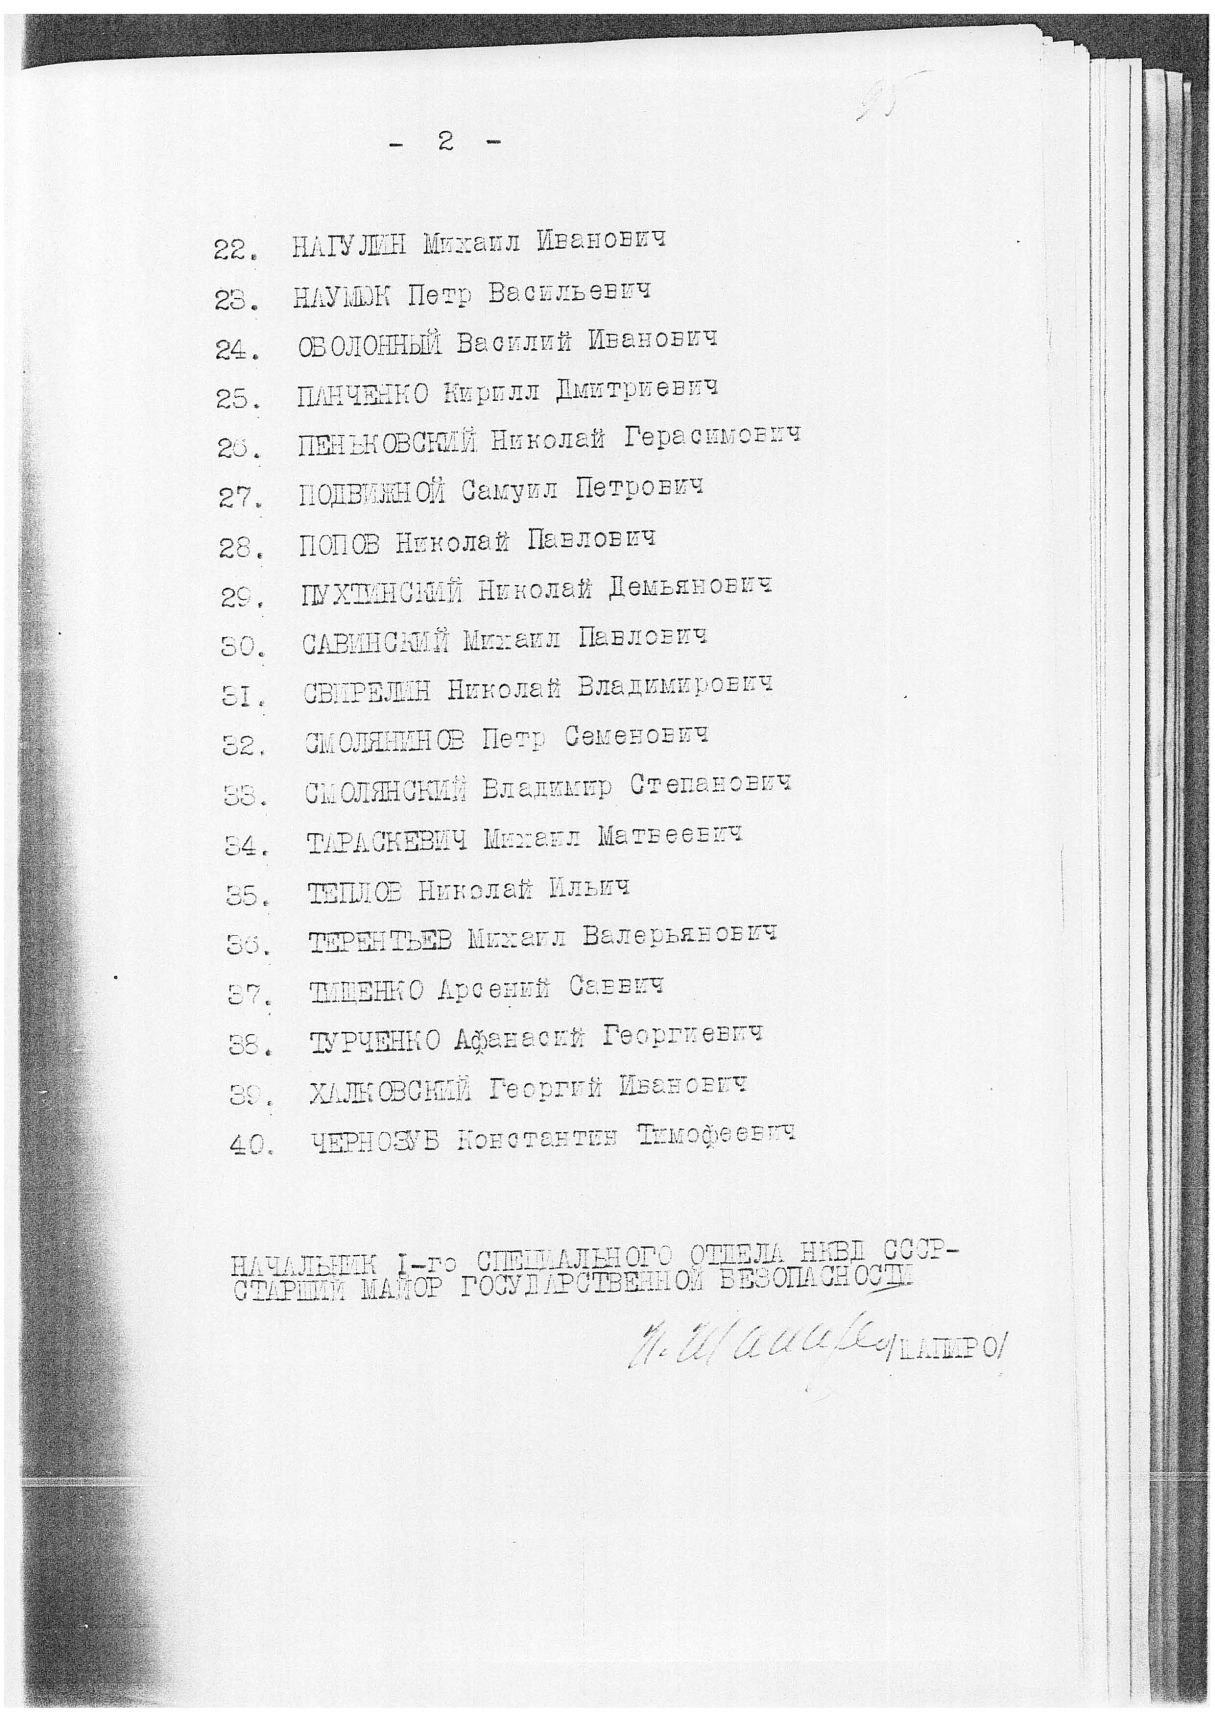 95
- 2 -
22. НАГУЛИН Михаил Иванович
23. НАУМЮК Петр Васильевич
24. ОБОЛОННЫЙ Василий Иванович
25. ПАНЧЕНКО Кирилл Дмитриевич
26. ПЕНЬКОВСКИЙ Николай Герасимович
27. ПОДВИЖНОЙ Самуил Петрович
28. ПОПОВ Николай Павлович
29. ПУХТИНСКИЙ Николай Демьянович
30. САВИНСКИЙ Михаил Павлович
31. СВИРЕЛИН Николай Владимирович
32. СМОЛЯНИНОВ Петр Семенович
33. СМОЛЯНСКИЙ Владимир Степанович
34. ТАРАСКЕВИЧ Михаил Матвеевич
35. ТЕПЛОВ Николай Ильич
36. ТЕРЕНТЬЕВ Михаил Валерьянович
37. ТИЩЕНКО Арсений Саввич
38. ТУРЧЕНКО Афанасий Георгиевич
39. ХАЛКОВСКИЙ Георгий Иванович
40. ЧЕРНОЗУБ Константин Тимофеевич
НАЧАЛЬНИК I-го СПЕЦИАЛЬНОГО ОТДЕЛА НКВД СССР-
СТАРШИЙ МАЙОР ГОСУДАРСТВЕННОЙ БЕЗОПАСНОСТИ
И. Шапиро /ШАПИРО/